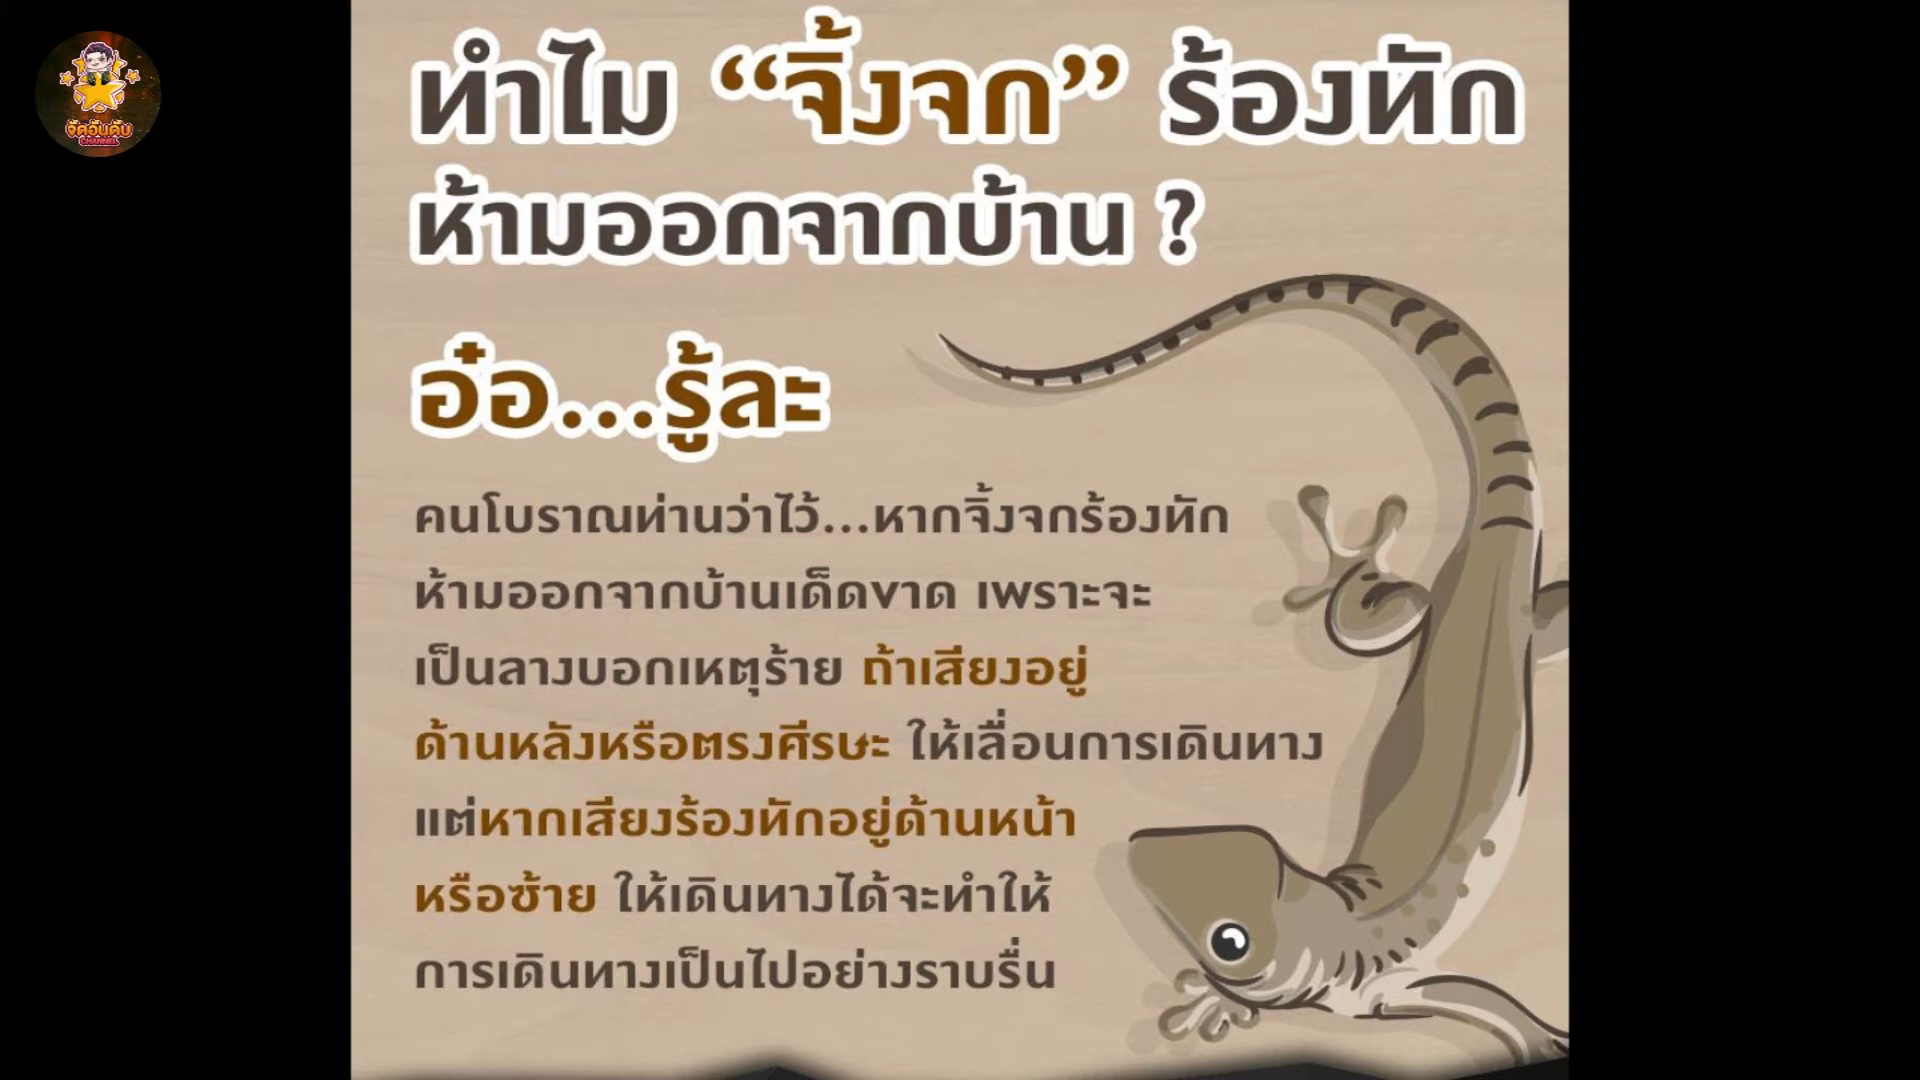 จัดอันดับ
CHANNEL
ทำไม “จิ้งจก” ร้องทัก
ห้ามออกจากบ้าน ?
อ๋อ...รู้ละ
คนโบราณท่านว่าไว้...หากจิ้งจกร้องทัก
ห้ามออกจากบ้านเด็ดขาด เพราะจะ
เป็นลางบอกเหตุร้าย ถ้าเสียงอยู่
ด้านหลังหรือตรงศีรษะ ให้เลื่อนการเดินทาง
แต่หากเสียงร้องทักอยู่ด้านหน้า
หรือซ้าย ให้เดินทางได้จะทำให้
การเดินทางเป็นไปอย่างราบรื่น